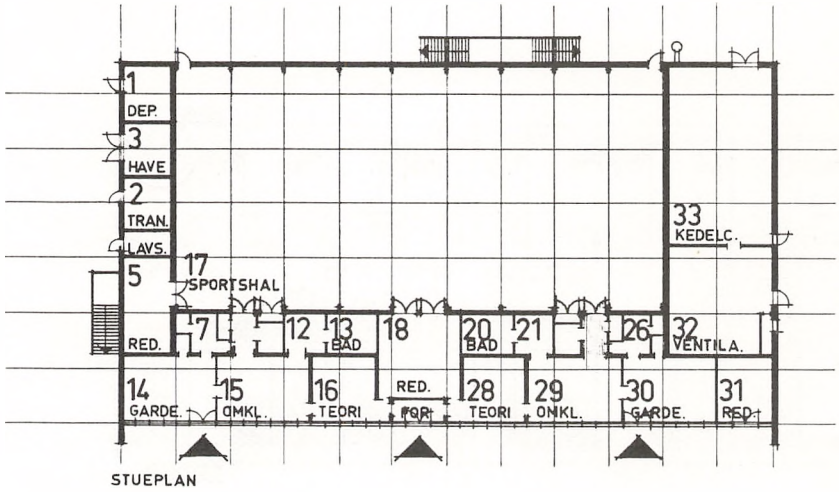 1
DEP.
3
HAVE
2
TRAN.
LAVS.
5
RED.
17
SPORTSHAL
33
KEDELC.
7
12
13
BAD
18
20
BAD
21
26
32
VENTILA.
14
GARDE.
15
OMKL.
16
TEORI
RED.
FOR
28
TEORI
29
OMKL.
30
GARDE.
31
RED
STUEPLAN